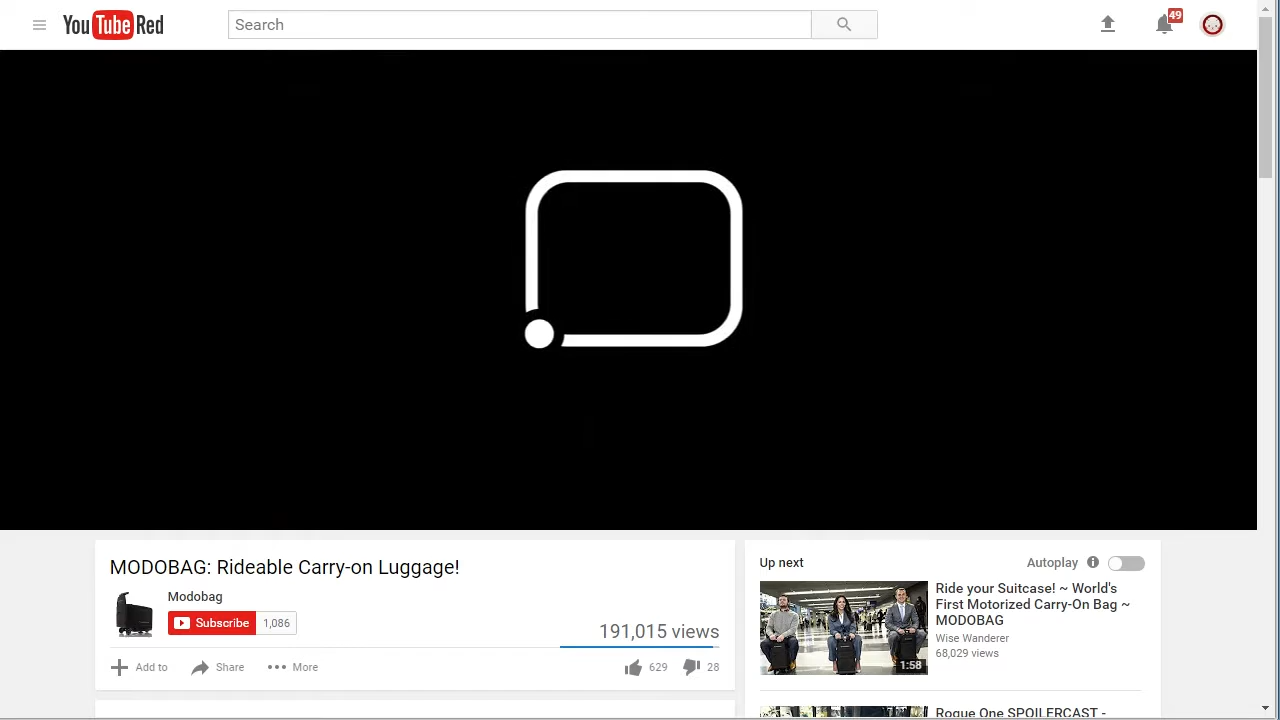 YouTube Red
Search
49
MODOBAG: Rideable Carry-on Luggage!
Modobag
Subscribe 1,086
191,015 views
Add to Share More 629 28
Up next
Autoplay
Ride your Suitcase! ~ World's
First Motorized Carry-On Bag ~
MODOBAG
Wise Wanderer
68,029 views
1:58
Rogue One SPOILERCAST -